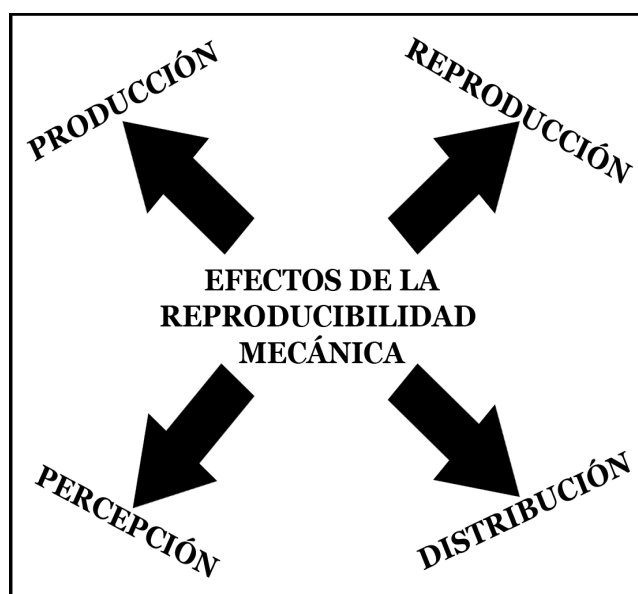 PRODUCCIÓN
REPRODUCCIÓN
EFECTOS DE LA
REPRODUCIBILIDAD
MECÁNICA
PERCEPCIÓN
DISTRIBUCIÓN